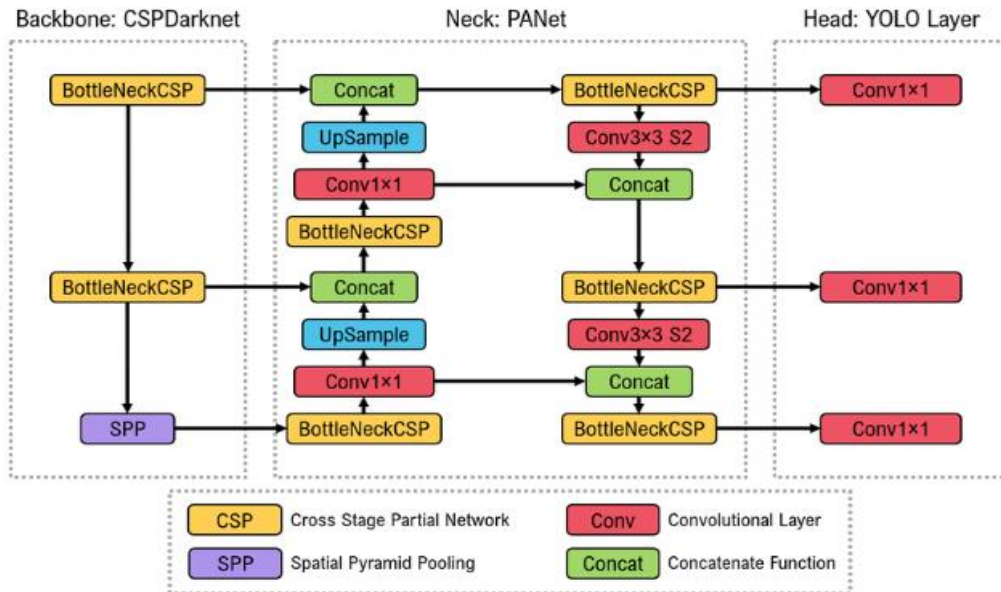 Backbone: CSPDarknet
Neck: PANet
Head: YOLO Layer
BottleNeckCSP
Concat
BottleNeckCSP
Conv1×1
UpSample
Conv3×3 S2
Conv1×1
Concat
BottleNeckCSP
BottleNeckCSP
Concat
BottleNeckCSP
Conv1×1
UpSample
Conv3×3 S2
Conv1×1
Concat
SPP
BottleNeckCSP
BottleNeckCSP
Conv1×1
CSP Cross Stage Partial Network
Conv Convolutional Layer
SPP Spatial Pyramid Pooling
Concat Concatenate Function